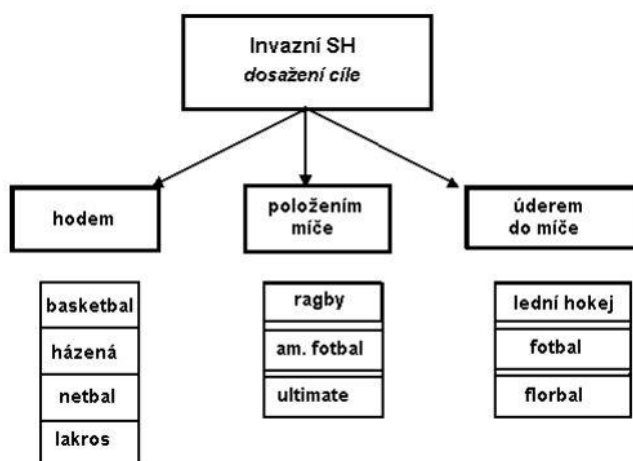 Invazní SH
dosažení cíle
hodem
položením
míče
úderem
do míče
basketbal
házená
netbal
lakros
ragby
am. fotbal
ultimate
lední hokej
fotbal
florbal